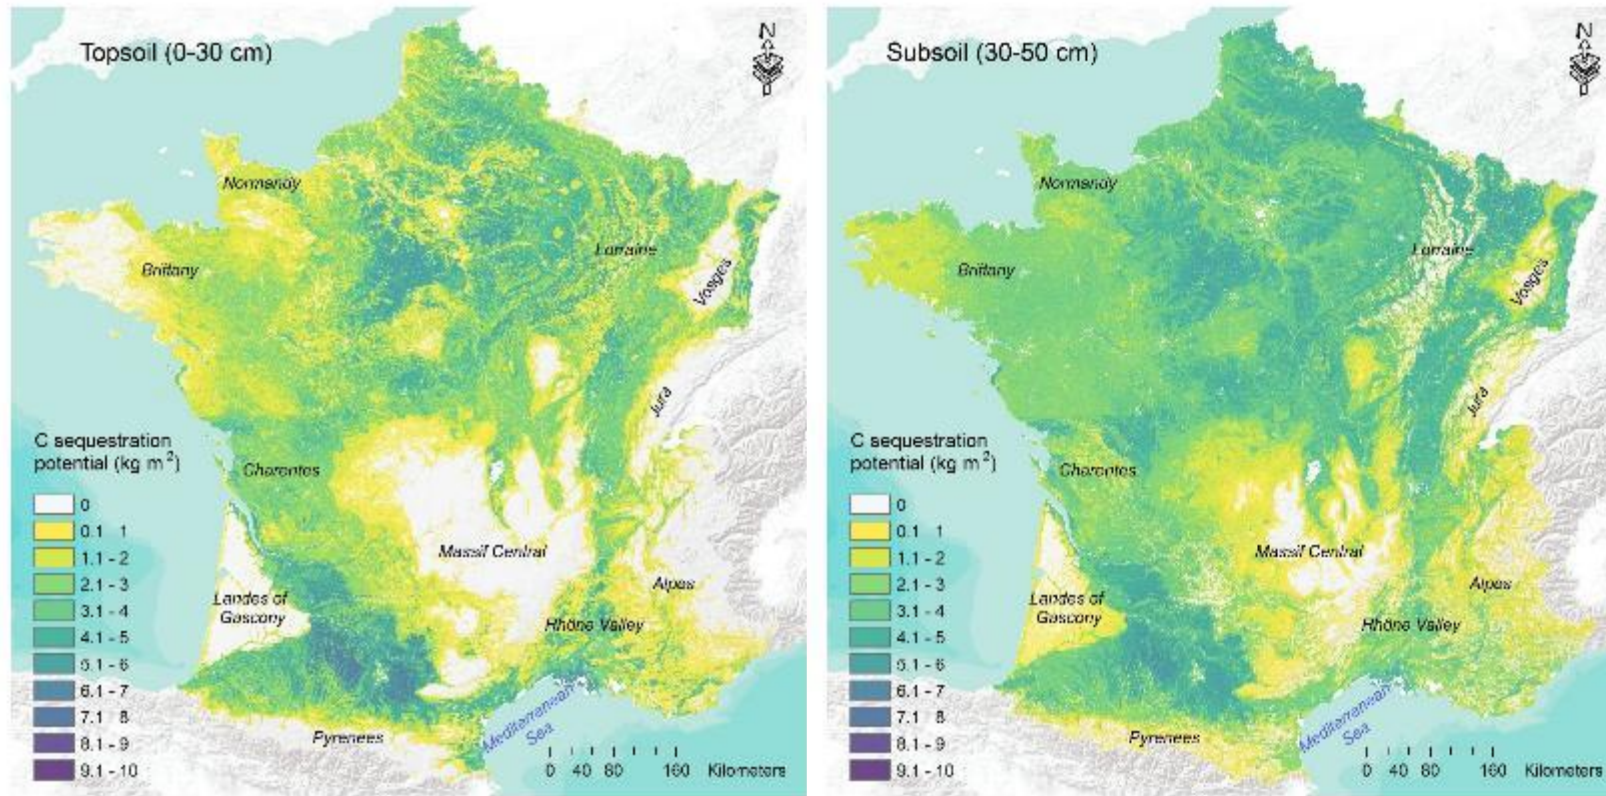 Topsoil (0-30 cm)
N
Normandy
Brittany
Lorraine
Vosges
Jura
C sequestration
potential (kg m²)
0
0.1 - 1
1.1 - 2
2.1 - 3
3.1 - 4
4.1 - 5
5.1 - 6
6.1 - 7
7.1 - 8
8.1 - 9
9.1 - 10
Charentes
Massif Central
Alpes
Landes of
Gascony
Rhône Valley
Mediterranean
Sea
Pyrenees
0 40 80 160 Kilometers
Subsoil (30-50 cm)
N
Normandy
Brittany
Lorraine
Vosges
Jura
C sequestration
potential (kg m²)
0
0.1 - 1
1.1 - 2
2.1 - 3
3.1 - 4
4.1 - 5
5.1 - 6
6.1 - 7
7.1 - 8
8.1 - 9
9.1 - 10
Charentes
Massif Central
Alpes
Landes of
Gascony
Rhône Valley
Mediterranean
Sea
Pyrenees
0 40 80 160 Kilometers